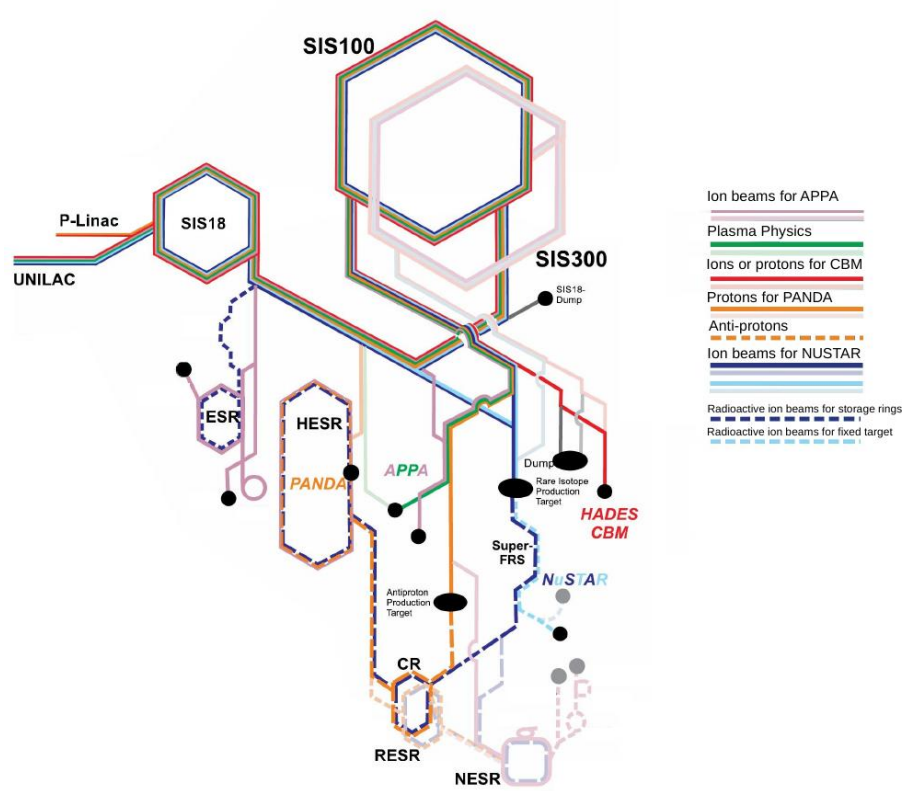 SIS100
SIS18
P-Linac
UNILAC
SIS300
SIS18-
Dump
Ion beams for APPA
Plasma Physics
Ions or protons for CBM
Protons for PANDA
Anti-protons
Ion beams for NUSTAR
Radioactive ion beams for storage rings
Radioactive ion beams for fixed target
ESR
HESR
PANDA
APPA
Dump
Rare Isotope
Production
Target
HADES
CBM
Super-
FRS
NuSTAR
Antiproton
Production
Target
CR
RESR
NESR